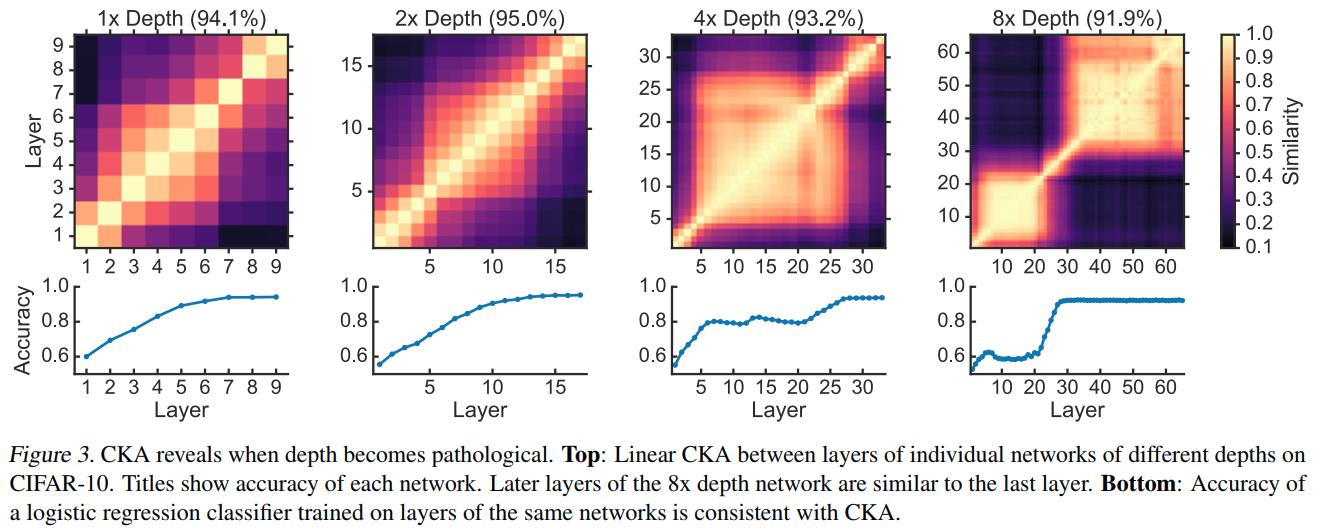 1x Depth (94.1%) 2x Depth (95.0%) 4x Depth (93.2%) 8x Depth (91.9%)
Layer
9
8
7
6
5
4
3
2
1
1 2 3 4 5 6 7 8 9
15
10
5
5 10 15
30
25
20
15
10
5
5 10 15 20 25 30
60
50
40
30
20
10
10 20 30 40 50 60
1.0
0.9
0.8
0.7
0.6
0.5
0.4
0.3
0.2
0.1
Similarity
Accuracy
1.0
0.8
0.6
1 2 3 4 5 6 7 8 9
Layer
1.0
0.8
0.6
5 10 15
Layer
1.0
0.8
0.6
5 10 15 20 25 30
Layer
1.0
0.8
0.6
10 20 30 40 50 60
Layer
Figure 3. CKA reveals when depth becomes pathological. Top: Linear CKA between layers of individual networks of different depths on
CIFAR-10. Titles show accuracy of each network. Later layers of the 8x depth network are similar to the last layer. Bottom: Accuracy of
a logistic regression classifier trained on layers of the same networks is consistent with CKA.